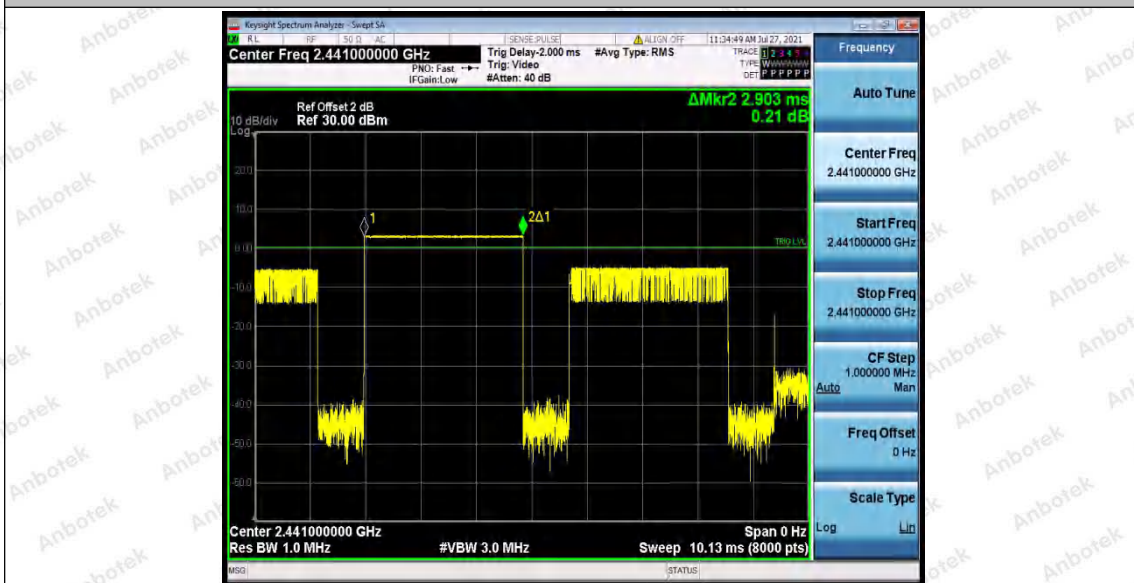 Keysight Spectrum Analyzer - Swept SA
RL RF 50 Ω AC SENSE:PULSE ALIGN OFF 11:34:49 AM Jul 27, 2021
Center Freq 2.441000000 GHz
PNO: Fast
IFGain:Low
Trig Delay-2.000 ms
Trig: Video
#Atten: 40 dB
#Avg Type: RMS
TRACE 1 2 3 4 5 6
TYPE W
DET P P P P P P
ΔMkr2 2.903 ms
0.21 dB
Ref Offset 2 dB
10 dB/div Ref 30.00 dBm
Log
20.0
10.0
0.00
-10.0
-20.0
-30.0
-40.0
-50.0
-60.0
1
2Δ1
TRIG LVL
Center 2.441000000 GHz
Span 0 Hz
Res BW 1.0 MHz
#VBW 3.0 MHz
Sweep 10.13 ms (8000 pts)
MSG
STATUS
Frequency
Auto Tune
Center Freq
2.441000000 GHz
Start Freq
2.441000000 GHz
Stop Freq
2.441000000 GHz
CF Step
1.000000 MHz
Auto Man
Freq Offset
0 Hz
Scale Type
Log Lin
Anbotek